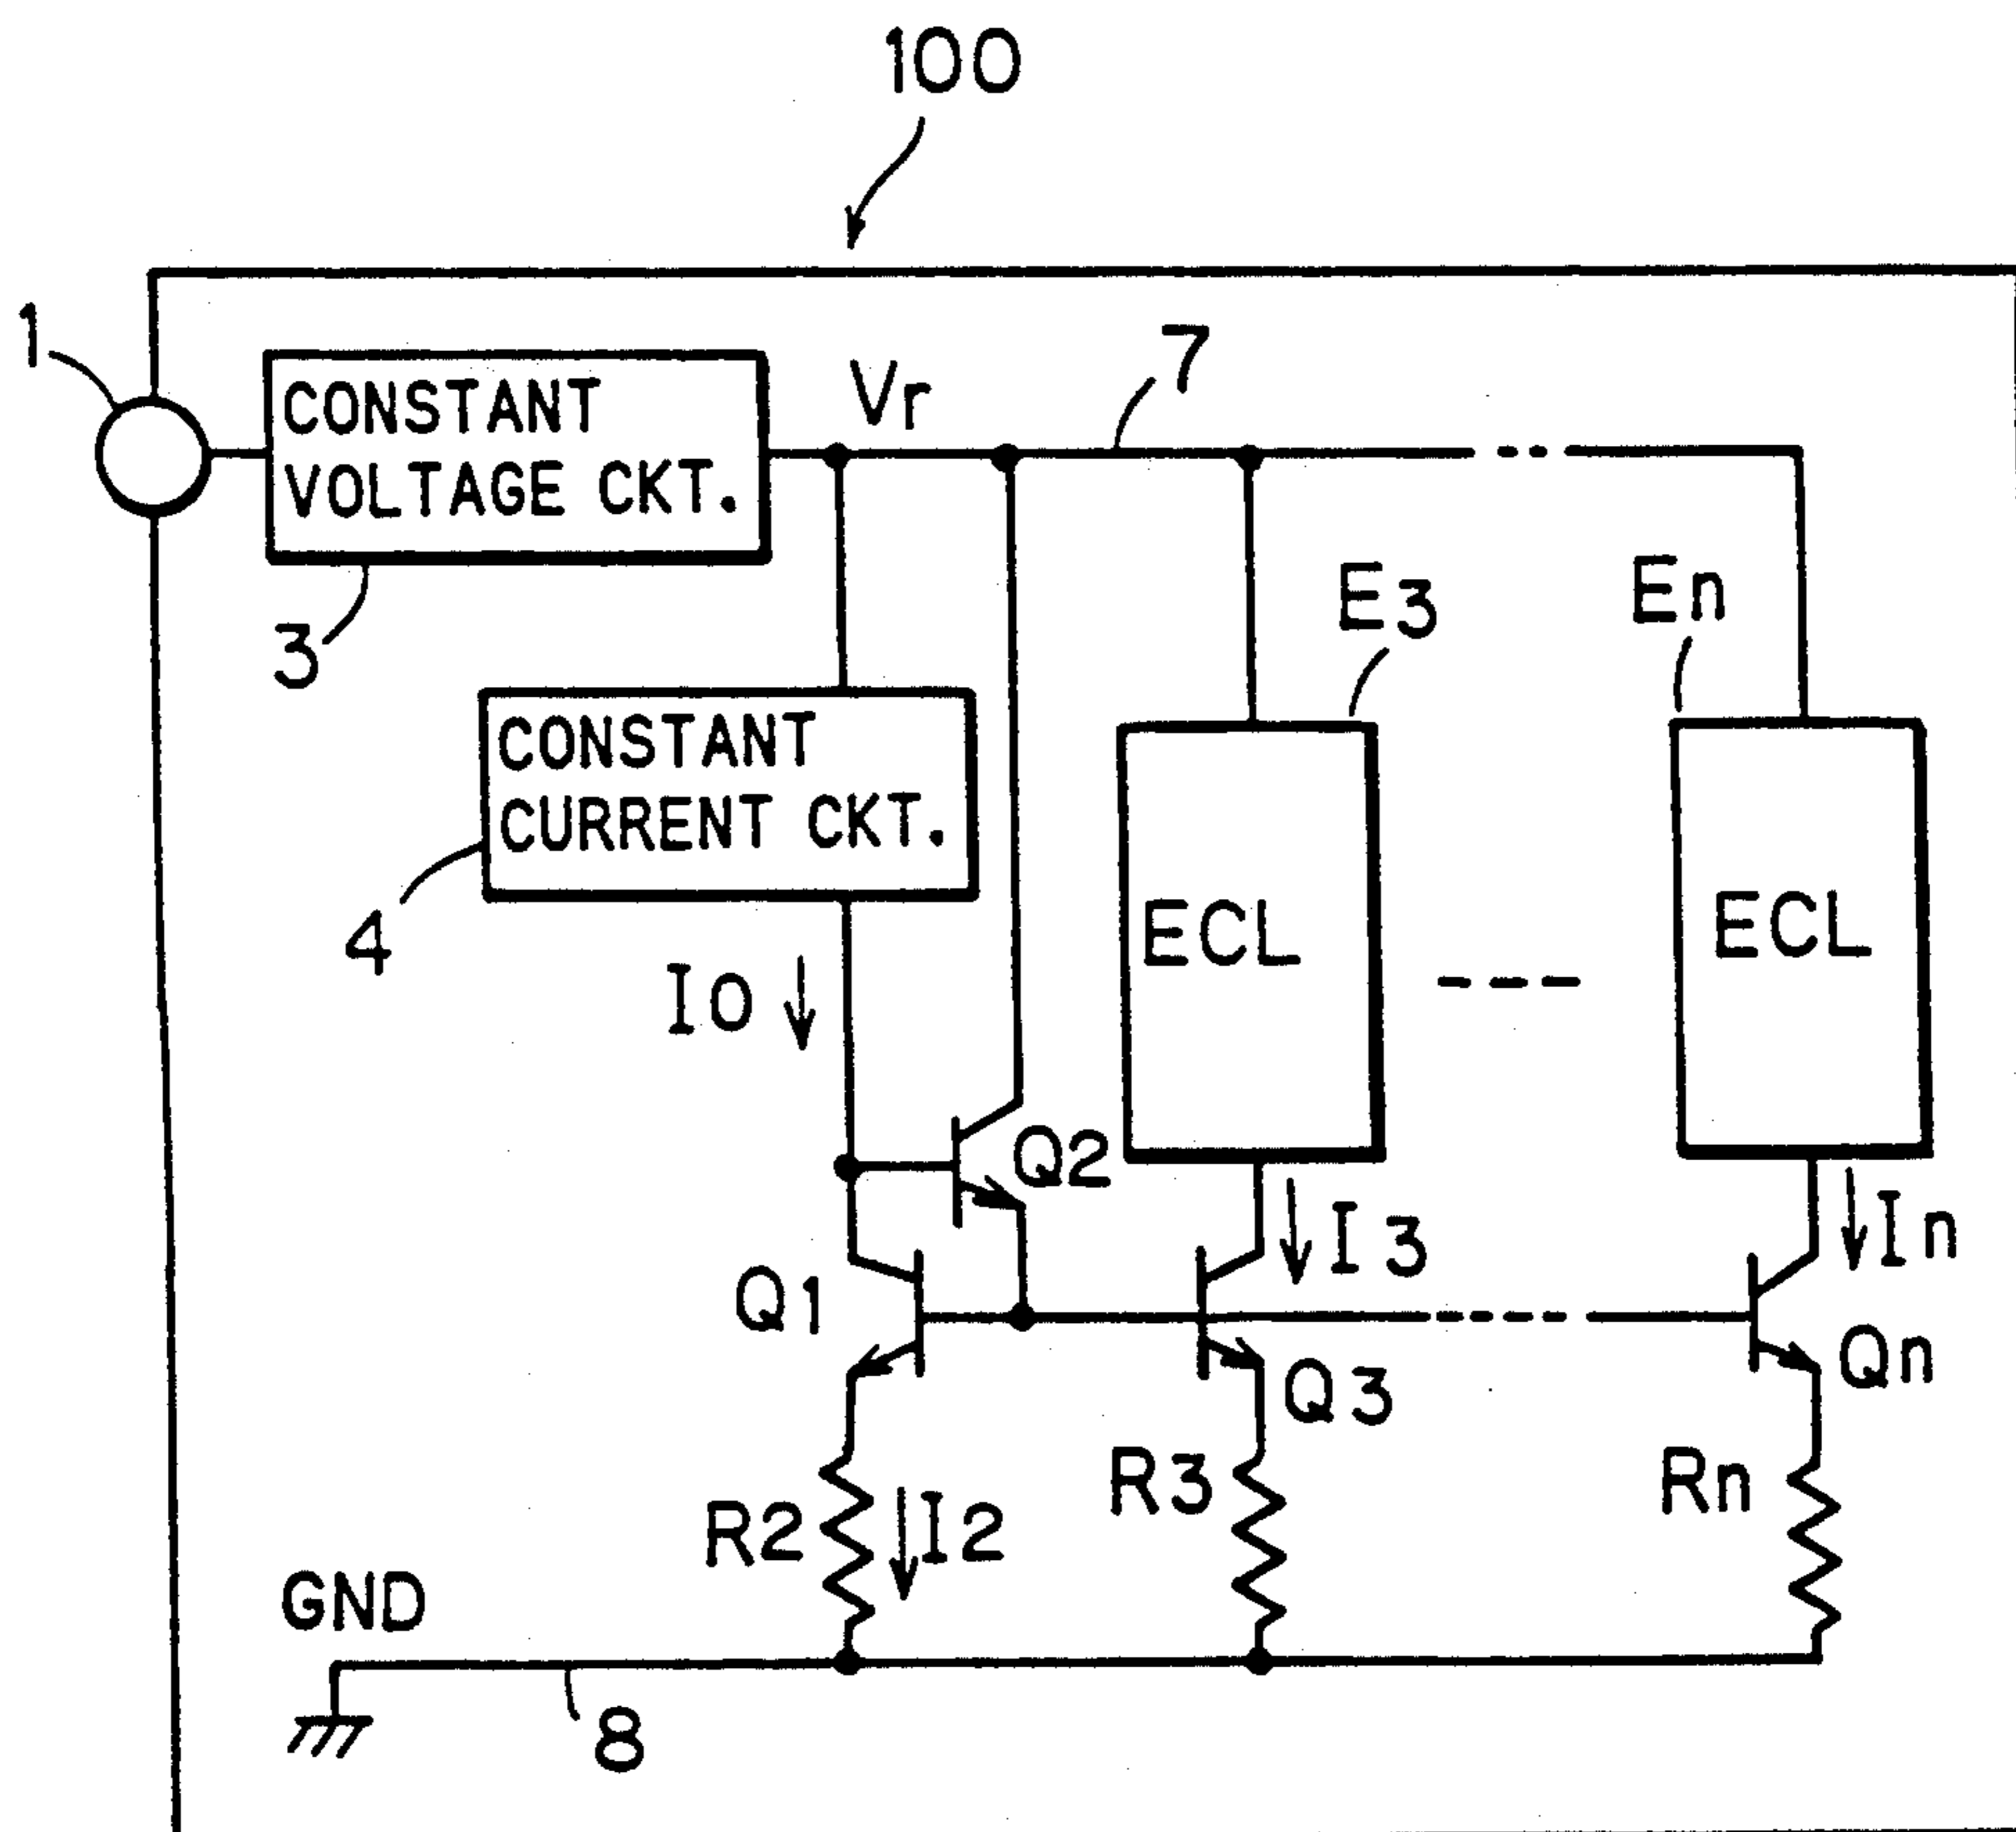 100
1
CONSTANT
VOLTAGE CKT.
Vr
7
3
E3
En
CONSTANT
CURRENT CKT.
4
ECL
ECL
I0
Q2
I3
In
Q1
Q3
Qn
R2
I2
R3
Rn
GND
8